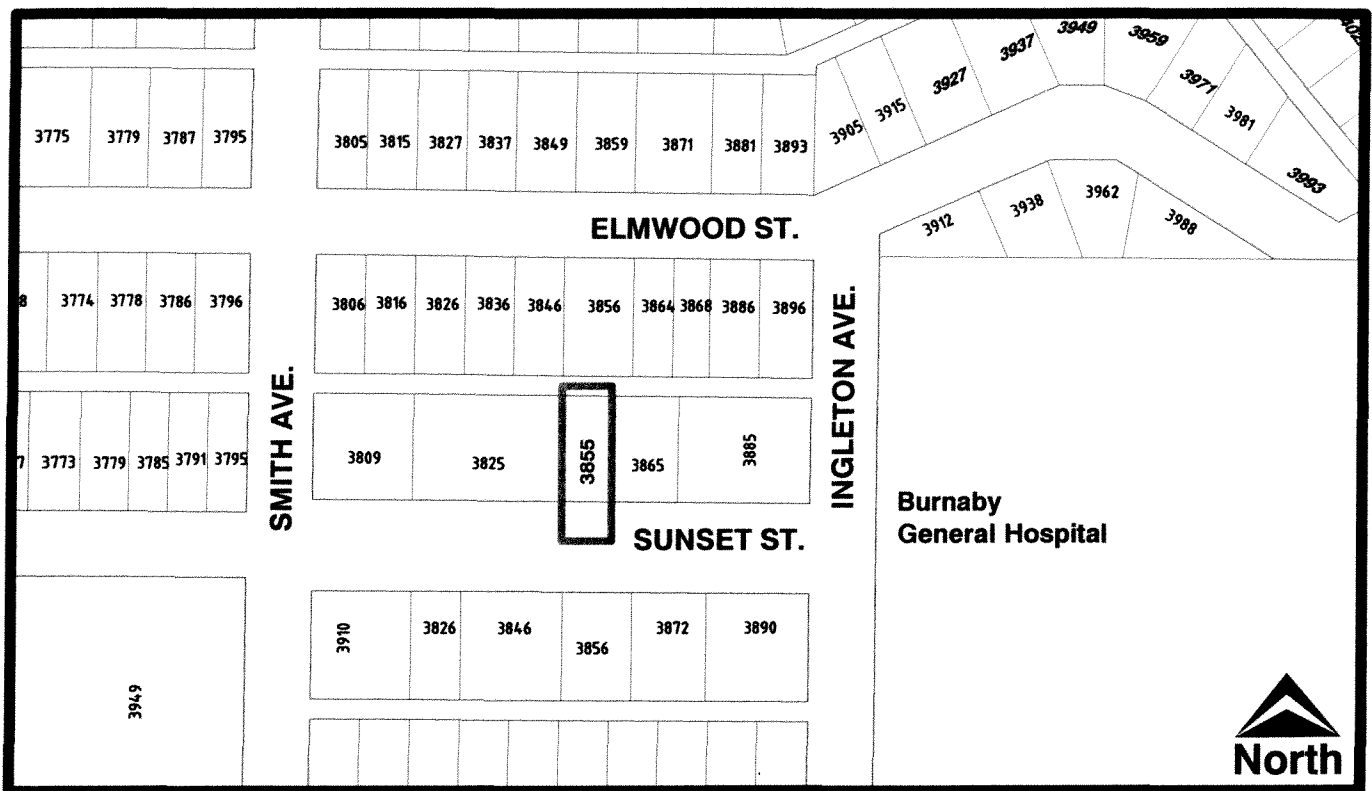 3949
3959
402
3937
3927
3971
3915
3981
3905
3775 3779 3787 3795
3805 3815 3827 3837 3849 3859 3871 3881 3893
3993
3912 3938 3962 3988
ELMWOOD ST.
8 3774 3778 3786 3796
3806 3816 3826 3836 3846 3856 3864 3868 3886 3896
SMITH AVE.
INGLETON AVE.
7 3773 3779 3785 3791 3795
3809 3825 3855 3865 3885
Burnaby
General Hospital
SUNSET ST.
3910 3826 3846 3856 3872 3890
3949
North